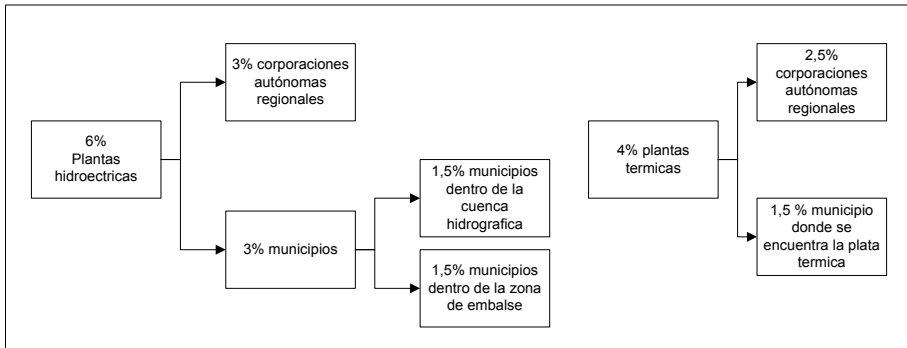 6%
Plantas
hidroectricas
3% corporaciones
autónomas
regionales
3% municipios
1,5% municipios
dentro de la
cuenca
hidrografica
1,5% municipios
dentro de la zona
de embalse
4% plantas
termicas
2,5%
corporaciones
autónomas
regionales
1,5 % municipio
donde se
encuentra la plata
termica